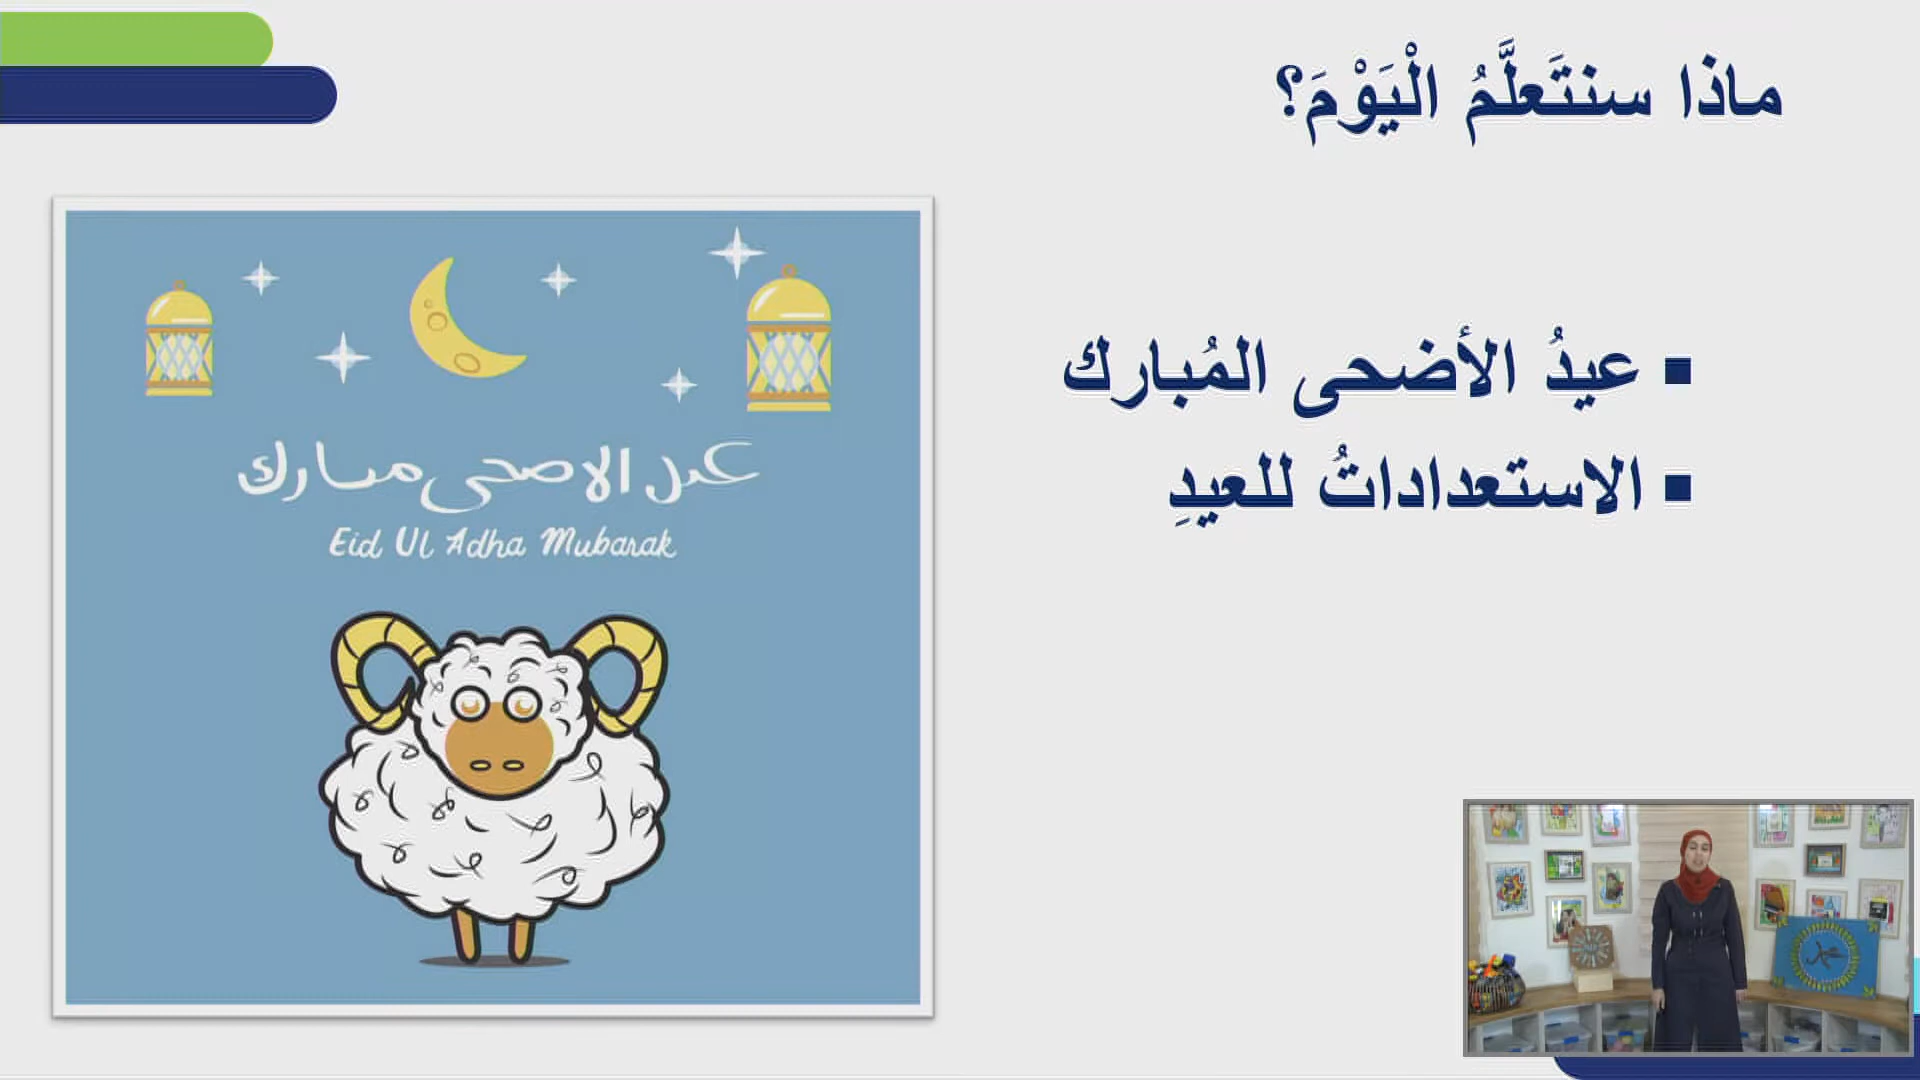 ماذا سنتَعلَّمُ الْيَوْمَ؟
▪ عيدُ الأضحى المُبارك
▪ الاستعداداتُ للعيدِ
عيد الاضحى مبارك
Eid Ul Adha Mubarak